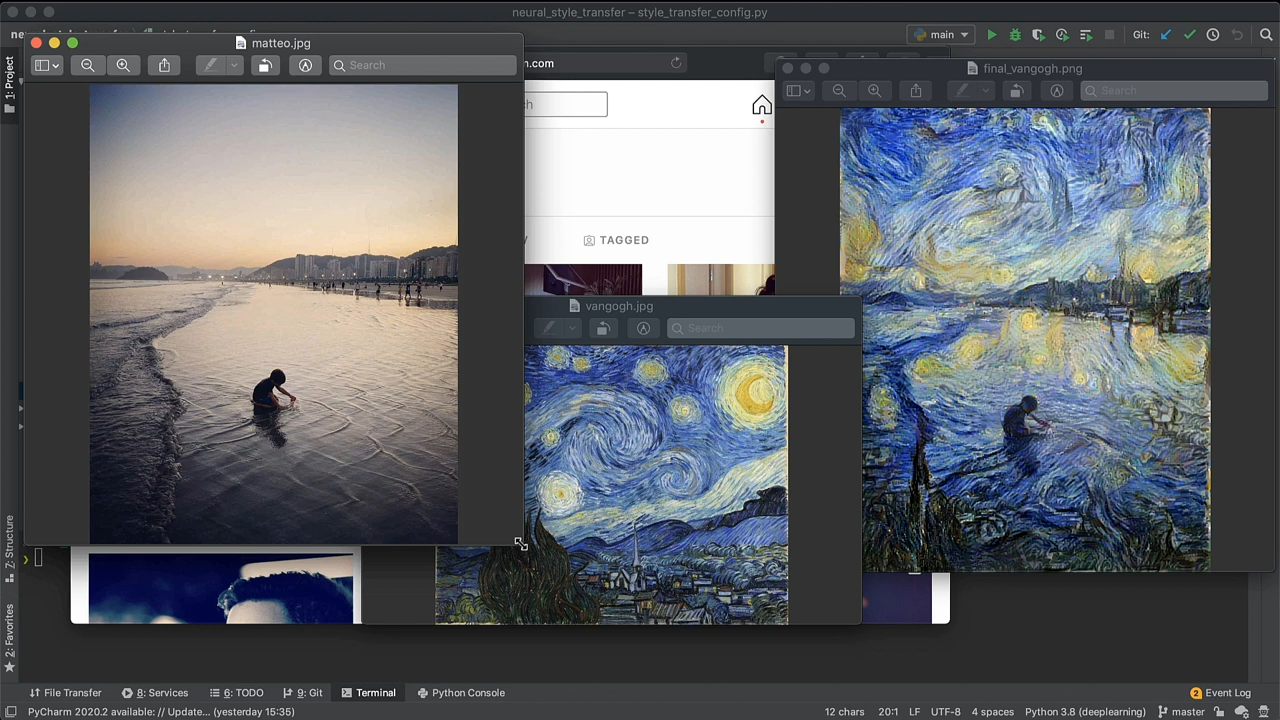 neural_style_transfer – style_transfer_config.py
main
Git:
matteo.jpg
Search
1: Project
.com
TAGGED
final_vangogh.png
Search
vangogh.jpg
Search
Z: Structure
2: Favorites
File Transfer
8: Services
6: TODO
9: Git
Terminal
Python Console
2
Event Log
PyCharm 2020.2 available: // Update... (yesterday 15:35)
12 chars
20:1
LF
UTF-8
4 spaces
Python 3.8 (deeplearning)
master